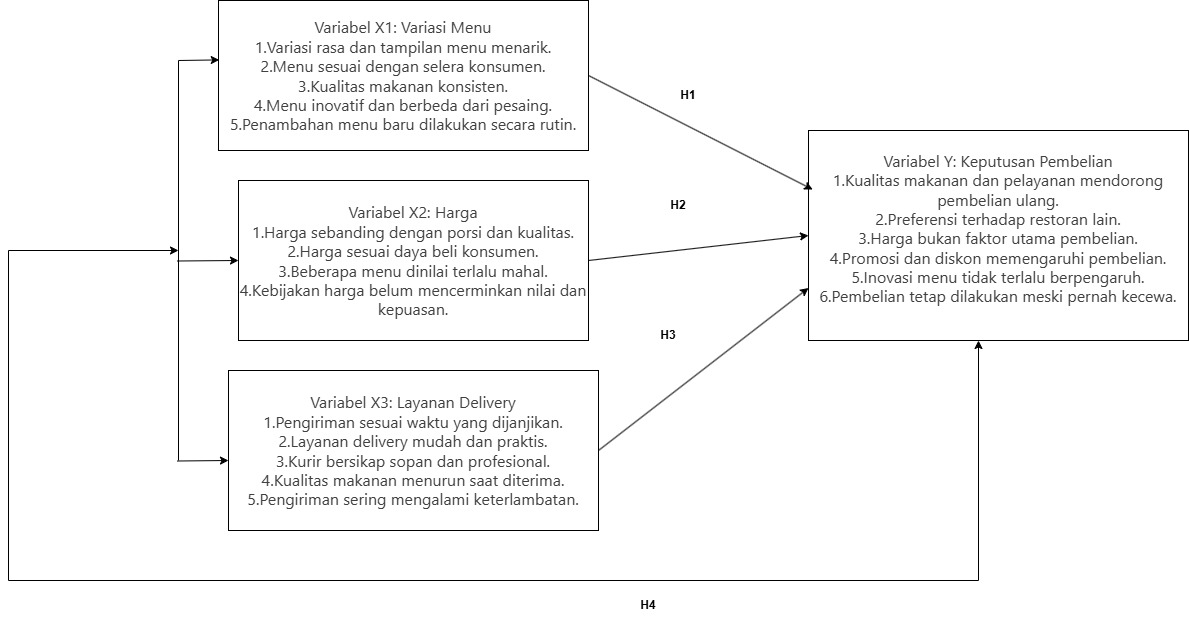 Variabel X1: Variasi Menu
1.Variasi rasa dan tampilan menu menarik.
2.Menu sesuai dengan selera konsumen.
3.Kualitas makanan konsisten.
4.Menu inovatif dan berbeda dari pesaing.
5.Penambahan menu baru dilakukan secara rutin.
H1
Variabel X2: Harga
1.Harga sebanding dengan porsi dan kualitas.
2.Harga sesuai daya beli konsumen.
3.Beberapa menu dinilai terlalu mahal.
4.Kebijakan harga belum mencerminkan nilai dan
kepuasan.
H2
Variabel X3: Layanan Delivery
1.Pengiriman sesuai waktu yang dijanjikan.
2.Layanan delivery mudah dan praktis.
3.Kurir bersikap sopan dan profesional.
4.Kualitas makanan menurun saat diterima.
5.Pengiriman sering mengalami keterlambatan.
H3
Variabel Y: Keputusan Pembelian
1.Kualitas makanan dan pelayanan mendorong
pembelian ulang.
2.Preferensi terhadap restoran lain.
3.Harga bukan faktor utama pembelian.
4.Promosi dan diskon memengaruhi pembelian.
5.Inovasi menu tidak terlalu berpengaruh.
6.Pembelian tetap dilakukan meski pernah kecewa.
H4